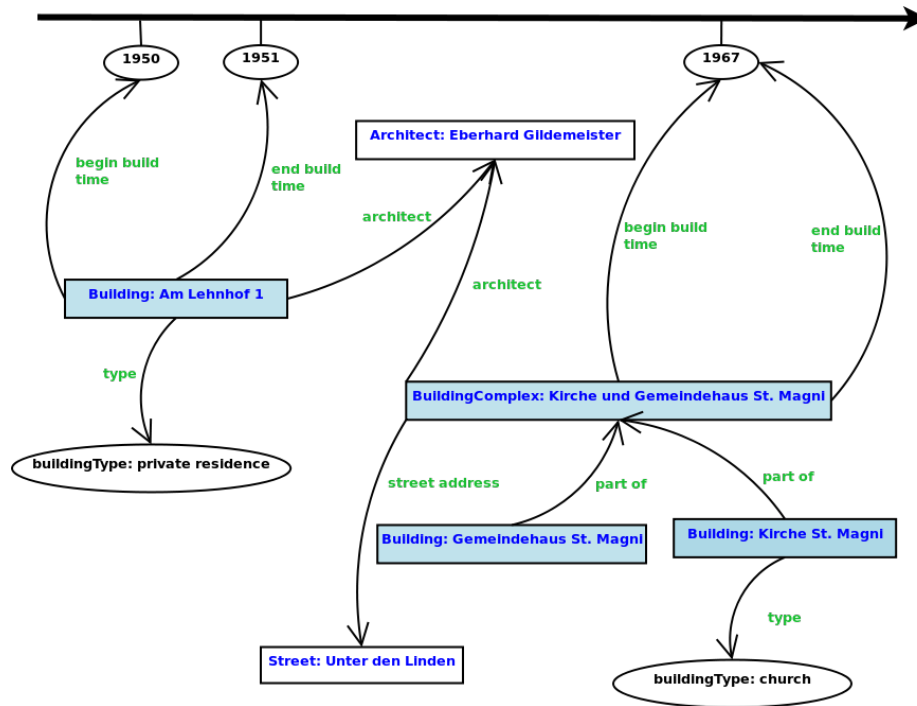 1950
1951
1967
Architect: Eberhard Gildemeister
begin build
time
end build
time
architect
begin build
time
end build
time
architect
Building: Am Lehnhof 1
type
BuildingComplex: Kirche und Gemeindehaus St. Magni
buildingType: private residence
street address
part of
part of
Building: Gemeindehaus St. Magni
Building: Kirche St. Magni
type
Street: Unter den Linden
buildingType: church